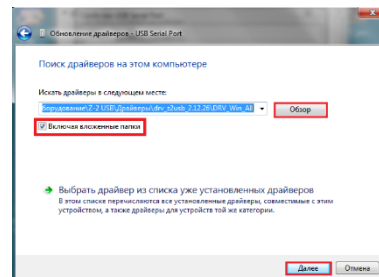 Обновление драйверов - USB Serial Port
Поиск драйверов на этом компьютере
Искать драйверы в следующем месте:
борудование\Z-2 USB\Драйверы\drv_z2usb_2.12.26\DRV_Win_All
Обзор
Включая вложенные папки
Выбрать драйвер из списка уже установленных драйверов
В этом списке перечисляются все установленные драйверы, совместимые с этим
устройством, а также драйверы для устройств той же категории.
Далее Отмена